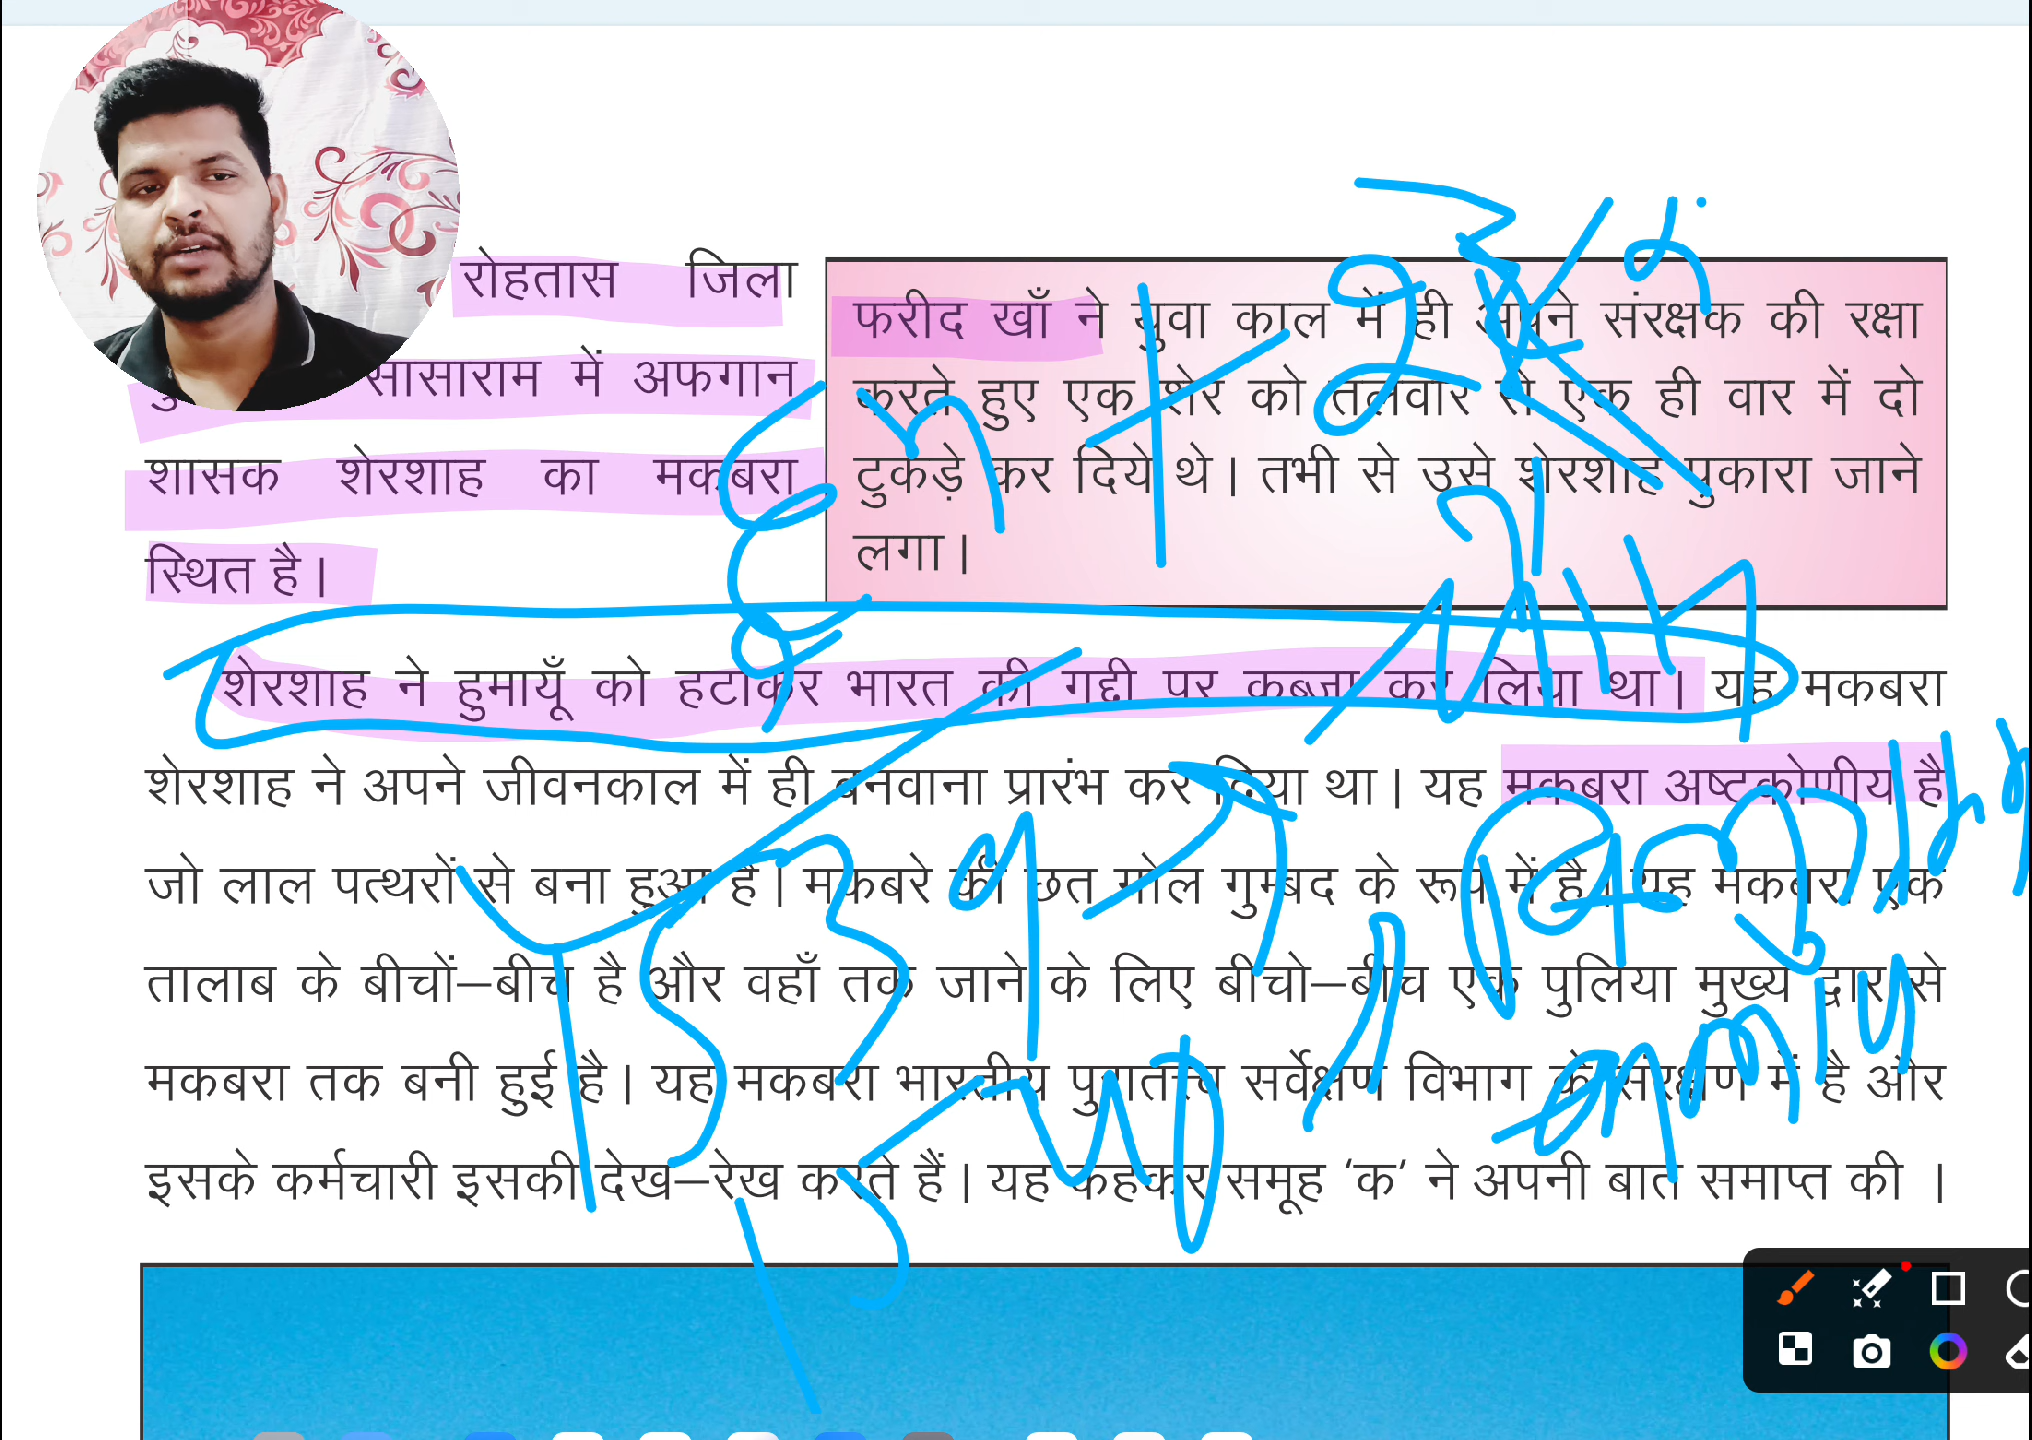 रोहतास जिला
सासाराम में अफगान
शासक शेरशाह का मकबरा
स्थित है।
फरीद खाँ ने युवा काल में ही अपने संरक्षक की रक्षा
करते हुए एक शेर को तलवार से एक ही वार में दो
टुकड़े कर दिये थे। तभी से उसे शेरशाह पुकारा जाने
लगा।
शेरशाह ने हुमायूँ को हटाकर भारत की गद्दी पर कब्जा कर लिया था। यह मकबरा
शेरशाह ने अपने जीवनकाल में ही बनवाना प्रारंभ कर दिया था। यह मकबरा अष्टकोणीय है
जो लाल पत्थरों से बना हुआ है। मकबरे की छत गोल गुम्बद के रूप में है। यह मकबरा एक
तालाब के बीचों–बीच है और वहाँ तक जाने के लिए बीचो–बीच एक पुलिया मुख्य द्वार से
मकबरा तक बनी हुई है। यह मकबरा भारतीय पुरातत्त्व सर्वेक्षण विभाग के संरक्षण में है और
इसके कर्मचारी इसकी देख–रेख करते हैं। यह कहकर समूह ‘क’ ने अपनी बात समाप्त की ।